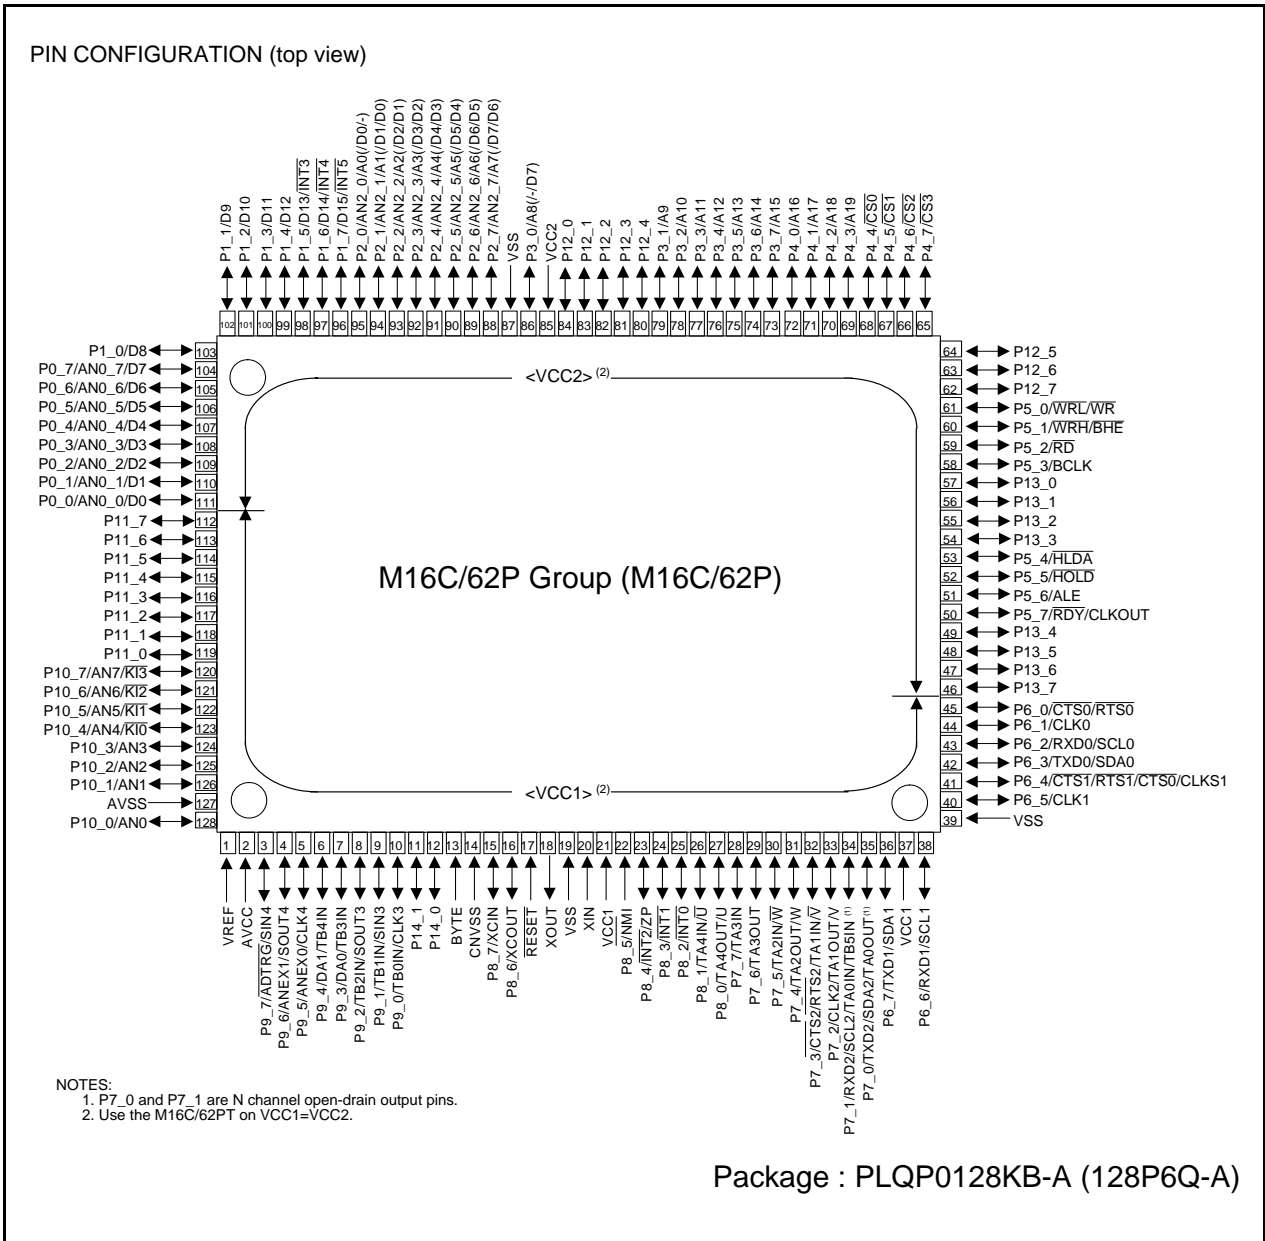 PIN CONFIGURATION (top view)
P1_1/D9
P1_2/D10
P1_3/D11
P1_4/D12
P1_5/D13/INT3
P1_6/D14/INT4
P1_7/D15/INT5
P2_0/AN2_0/A0(/D0/-)
P2_1/AN2_1/A1(/D1/D0)
P2_2/AN2_2/A2(/D2/D1)
P2_3/AN2_3/A3(/D3/D2)
P2_4/AN2_4/A4(/D4/D3)
P2_5/AN2_5/A5(/D5/D4)
P2_6/AN2_6/A6(/D6/D5)
P2_7/AN2_7/A7(/D7/D6)
VSS
P3_0/A8(/-/D7)
VCC2
P12_0
P12_1
P12_2
P12_3
P12_4
P3_1/A9
P3_2/A10
P3_3/A11
P3_4/A12
P3_5/A13
P3_6/A14
P3_7/A15
P4_0/A16
P4_1/A17
P4_2/A18
P4_3/A19
P4_4/CS0
P4_5/CS1
P4_6/CS2
P4_7/CS3
102 101 100 99 98 97 96 95 94 93 92 91 90 89 88 87 86 85 84 83 82 81 80 79 78 77 76 75 74 73 72 71 70 69 68 67 66 65
P1_0/D8 103
P0_7/AN0_7/D7 104
P0_6/AN0_6/D6 105
P0_5/AN0_5/D5 106
P0_4/AN0_4/D4 107
P0_3/AN0_3/D3 108
P0_2/AN0_2/D2 109
P0_1/AN0_1/D1 110
P0_0/AN0_0/D0 111
P11_7 112
P11_6 113
P11_5 114
P11_4 115
P11_3 116
P11_2 117
P11_1 118
P11_0 119
P10_7/AN7/KI3 120
P10_6/AN6/KI2 121
P10_5/AN5/KI1 122
P10_4/AN4/KI0 123
P10_3/AN3 124
P10_2/AN2 125
P10_1/AN1 126
AVSS 127
P10_0/AN0 128
<VCC2> (2)
M16C/62P Group (M16C/62P)
<VCC1> (2)
64 P12_5
63 P12_6
62 P12_7
61 P5_0/WRL/WR
60 P5_1/WRH/BHE
59 P5_2/RD
58 P5_3/BCLK
57 P13_0
56 P13_1
55 P13_2
54 P13_3
53 P5_4/HLDA
52 P5_5/HOLD
51 P5_6/ALE
50 P5_7/RDY/CLKOUT
49 P13_4
48 P13_5
47 P13_6
46 P13_7
45 P6_0/CTS0/RTS0
44 P6_1/CLK0
43 P6_2/RXD0/SCL0
42 P6_3/TXD0/SDA0
41 P6_4/CTS1/RTS1/CTS0/CLKS1
40 P6_5/CLK1
39 VSS
1 2 3 4 5 6 7 8 9 10 11 12 13 14 15 16 17 18 19 20 21 22 23 24 25 26 27 28 29 30 31 32 33 34 35 36 37 38
VREF
AVCC
P9_7/ADTRG/SIN4
P9_6/ANEX1/SOUT4
P9_5/ANEX0/CLK4
P9_4/DA1/TB4IN
P9_3/DA0/TB3IN
P9_2/TB2IN/SOUT3
P9_1/TB1IN/SIN3
P9_0/TB0IN/CLK3
P14_1
P14_0
BYTE
CNVSS
P8_7/XCIN
P8_6/XCOUT
RESET
XOUT
VSS
XIN
VCC1
P8_5/NMI
P8_4/INT2/ZP
P8_3/INT1
P8_2/INT0
P8_1/TA4IN/U
P8_0/TA4OUT/U
P7_7/TA3IN
P7_6/TA3OUT
P7_5/TA2IN/W
P7_4/TA2OUT/W
P7_3/CTS2/RTS2/TA1IN/V
P7_2/CLK2/TA1OUT/V
P7_1/RXD2/SCL2/TA0IN/TB5IN (1)
P7_0/TXD2/SDA2/TA0OUT (1)
P6_7/TXD1/SDA1
VCC1
P6_6/RXD1/SCL1
NOTES:
1. P7_0 and P7_1 are N channel open-drain output pins.
2. Use the M16C/62PT on VCC1=VCC2.
Package : PLQP0128KB-A (128P6Q-A)